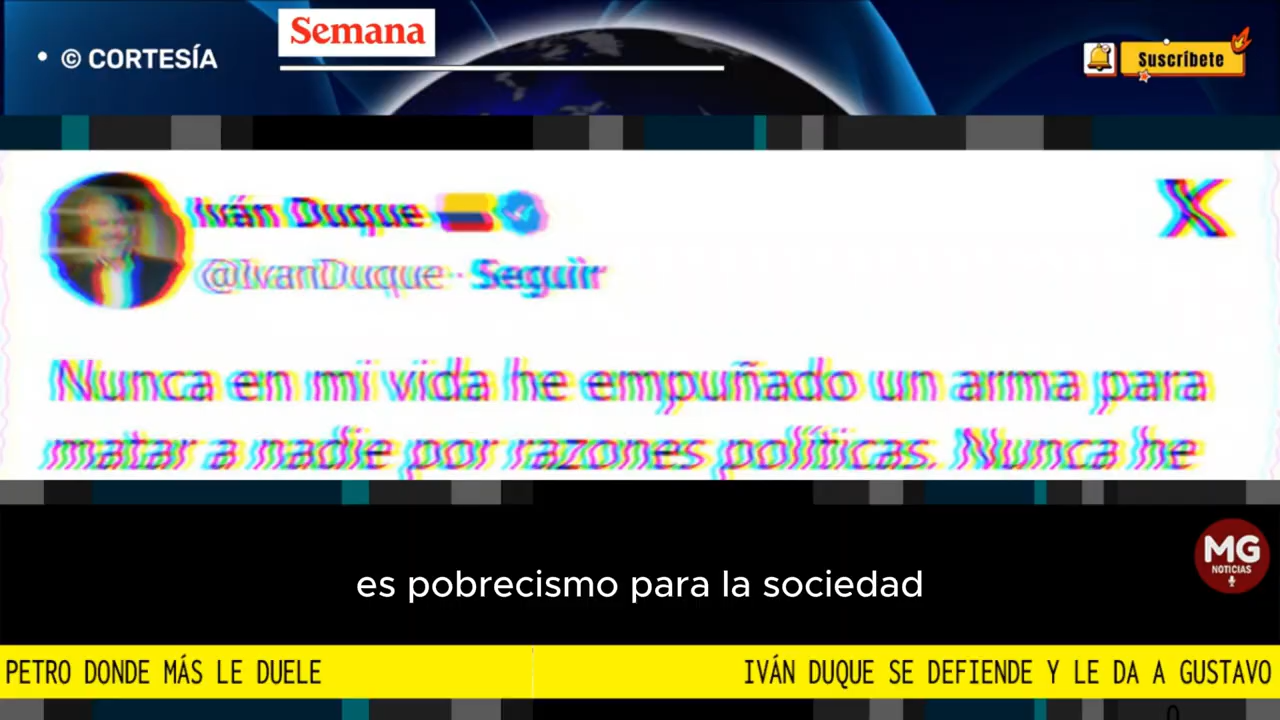 • © CORTESÍA
Semana
Suscríbete
Iván Duque
X
@IvanDuque · Seguir
Nunca en mi vida he empuñado un arma para
matar a nadie por razones políticas. Nunca he
MG
NOTICIAS
es pobrecismo para la sociedad
PETRO DONDE MÁS LE DUELE
IVÁN DUQUE SE DEFIENDE Y LE DA A GUSTAVO